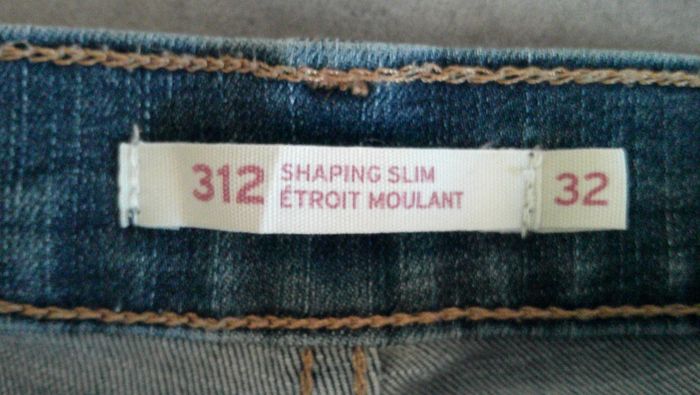 312 SHAPING SLIM
ÉTROIT MOULANT
32